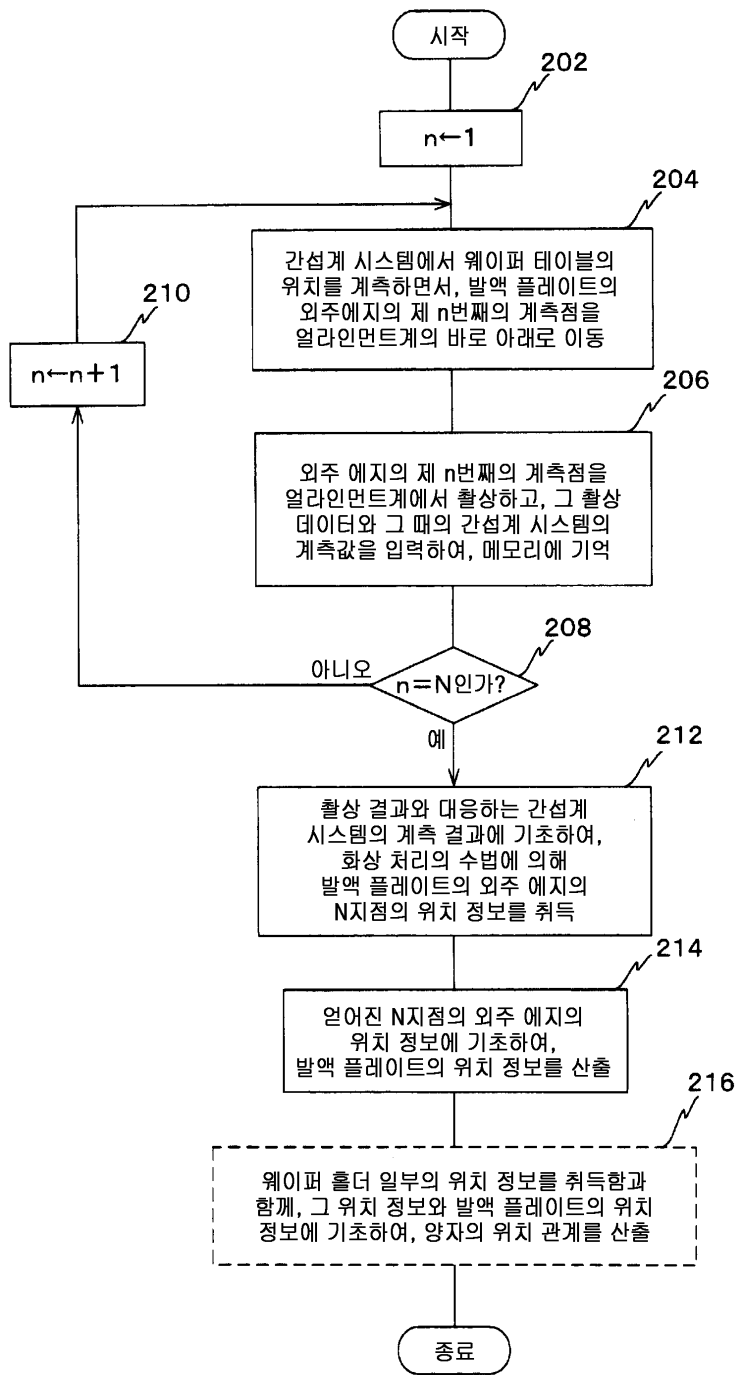 시작
202
n←1
204
간섭계 시스템에서 웨이퍼 테이블의
위치를 계측하면서, 발액 플레이트의
외주에지의 제 n번째의 계측점을
얼라인먼트계의 바로 아래로 이동
210
n←n+1
206
외주 에지의 제 n번째의 계측점을
얼라인먼트계에서 촬상하고, 그 촬상
데이터와 그 때의 간섭계 시스템의
계측값을 입력하여, 메모리에 기억
208
아니오
n=N인가?
예
212
촬상 결과와 대응하는 간섭계
시스템의 계측 결과에 기초하여,
화상 처리의 수법에 의해
발액 플레이트의 외주 에지의
N지점의 위치 정보를 취득
214
얻어진 N지점의 외주 에지의
위치 정보에 기초하여,
발액 플레이트의 위치 정보를 산출
216
웨이퍼 홀더 일부의 위치 정보를 취득함과
함께, 그 위치 정보와 발액 플레이트의 위치
정보에 기초하여, 양자의 위치 관계를 산출
종료